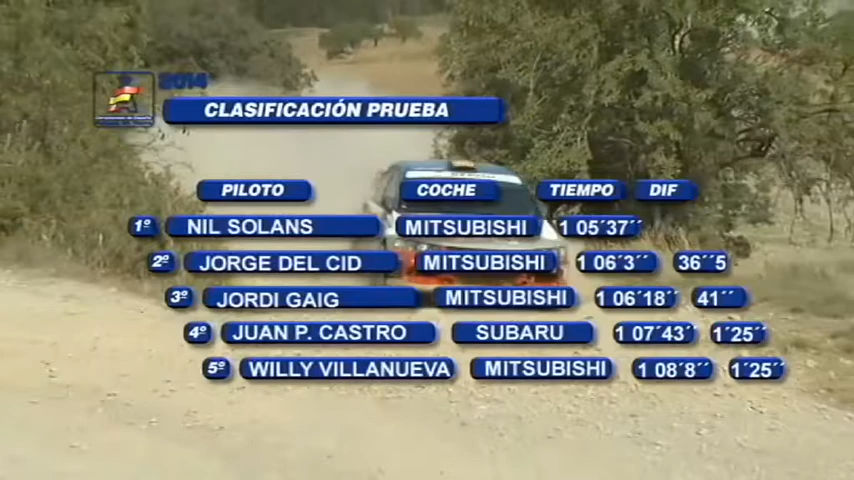 2014
CLASIFICACIÓN PRUEBA
PILOTO COCHE TIEMPO DIF
1º NIL SOLANS MITSUBISHI 1´05´37´´
2º JORGE DEL CID MITSUBISHI 1´06´3´´ 36´´5
3º JORDI GAIG MITSUBISHI 1´06´18´´ 41´´
4º JUAN P. CASTRO SUBARU 1´07´43´´ 1´25´´
5º WILLY VILLANUEVA MITSUBISHI 1´08´8´´ 1´25´´